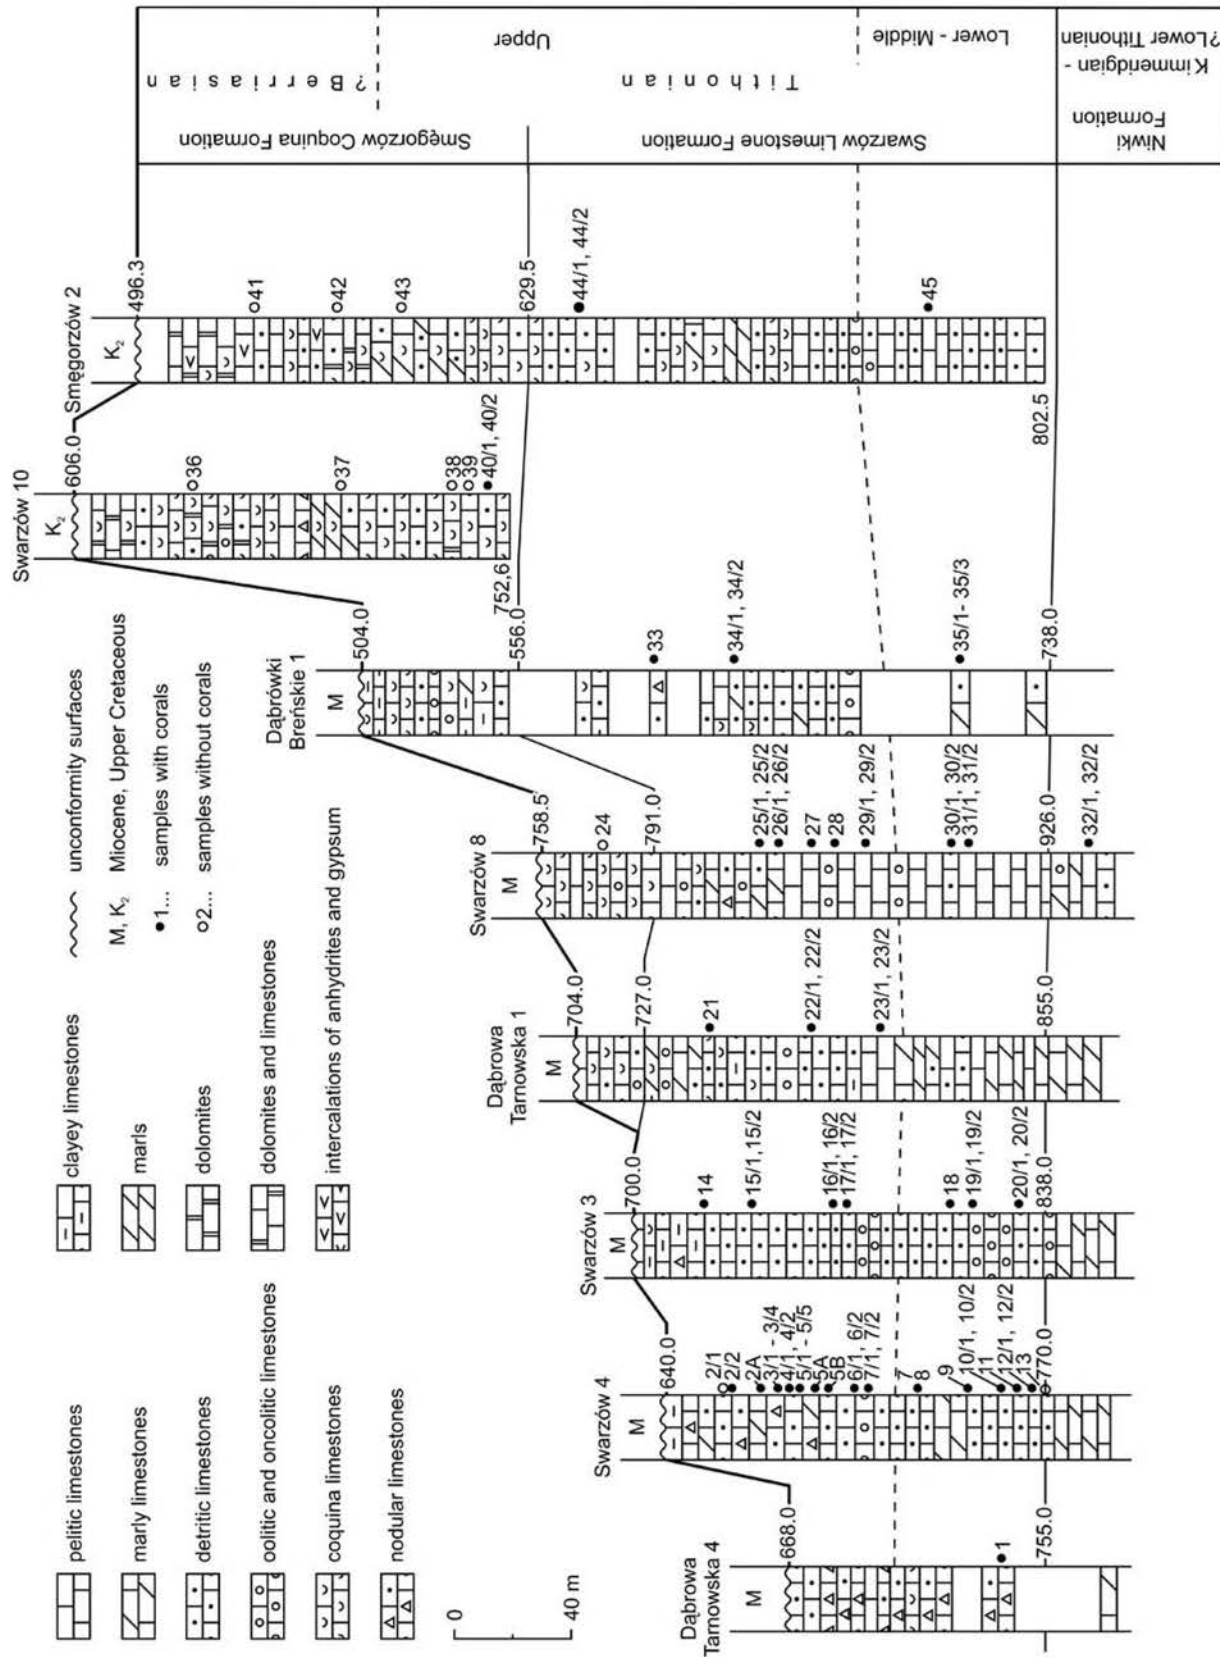 pelitic limestones
marly limestones
detritic limestones
oolitic and oncolitic limestones
coquina limestones
nodular limestones
clayey limestones
marls
dolomites
dolomites and limestones
intercalations of anhydrites and gypsum
unconformity surfaces
M, K₂ Miocene, Upper Cretaceous
●1... samples with corals
○2... samples without corals
0
40 m
Dąbrowa
Tarnowska 4
M
668.0
1
755.0
Swarzów 4
M
640.0
2/1
2/2
2A
3/1 - 3/4
4/1, 4/2
5/1 - 5/5
5A
5B
6/1, 6/2
7/1, 7/2
7
8
9
10/1, 10/2
11
12/1, 12/2
13
770.0
Swarzów 3
M
700.0
14
15/1,15/2
16/1, 16/2
17/1, 17/2
18
19/1,19/2
20/1, 20/2
838.0
Dąbrowa
Tarnowska 1
M
704.0
727.0
21
22/1, 22/2
23/1, 23/2
855.0
Swarzów 8
M
758.5
24
791.0
25/1, 25/2
26/1, 26/2
27
28
29/1, 29/2
30/1, 30/2
31/1, 31/2
926.0
32/1, 32/2
Dąbrówki
Breńskie 1
M
504.0
556.0
33
34/1, 34/2
35/1- 35/3
738.0
Swarzów 10
K₂
606.0
36
37
38
39
40/1, 40/2
752,6
Smęgorzów 2
K₂
496.3
41
42
43
629.5
44/1, 44/2
45
802.5
Smęgorzów Coquina Formation
Swarzów Limestone Formation
Niwki
Formation
? Berriasian
Tithonian
Upper
Lower - Middle
Kimmeridgian -
?Lower Tithonian